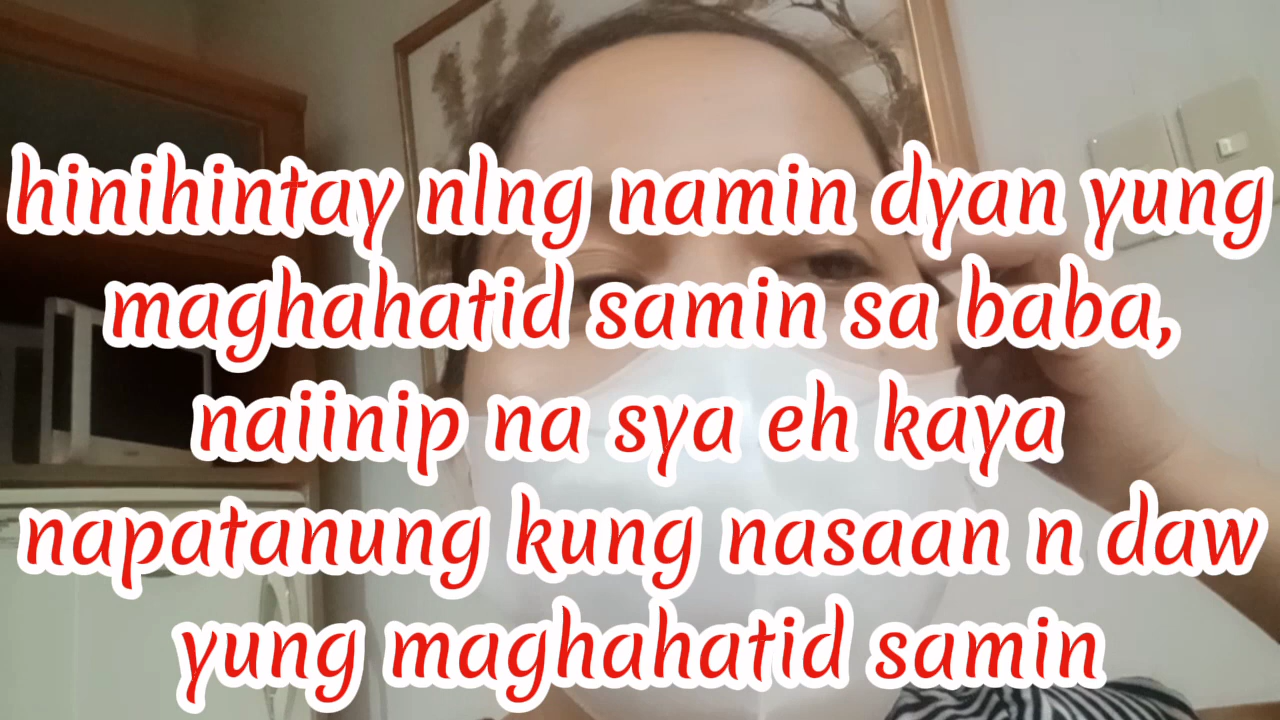 hinihintay nlng namin dyan yung
maghahatid samin sa baba,
naiinip na sya eh kaya
napatanung kung nasaan n daw
yung maghahatid samin